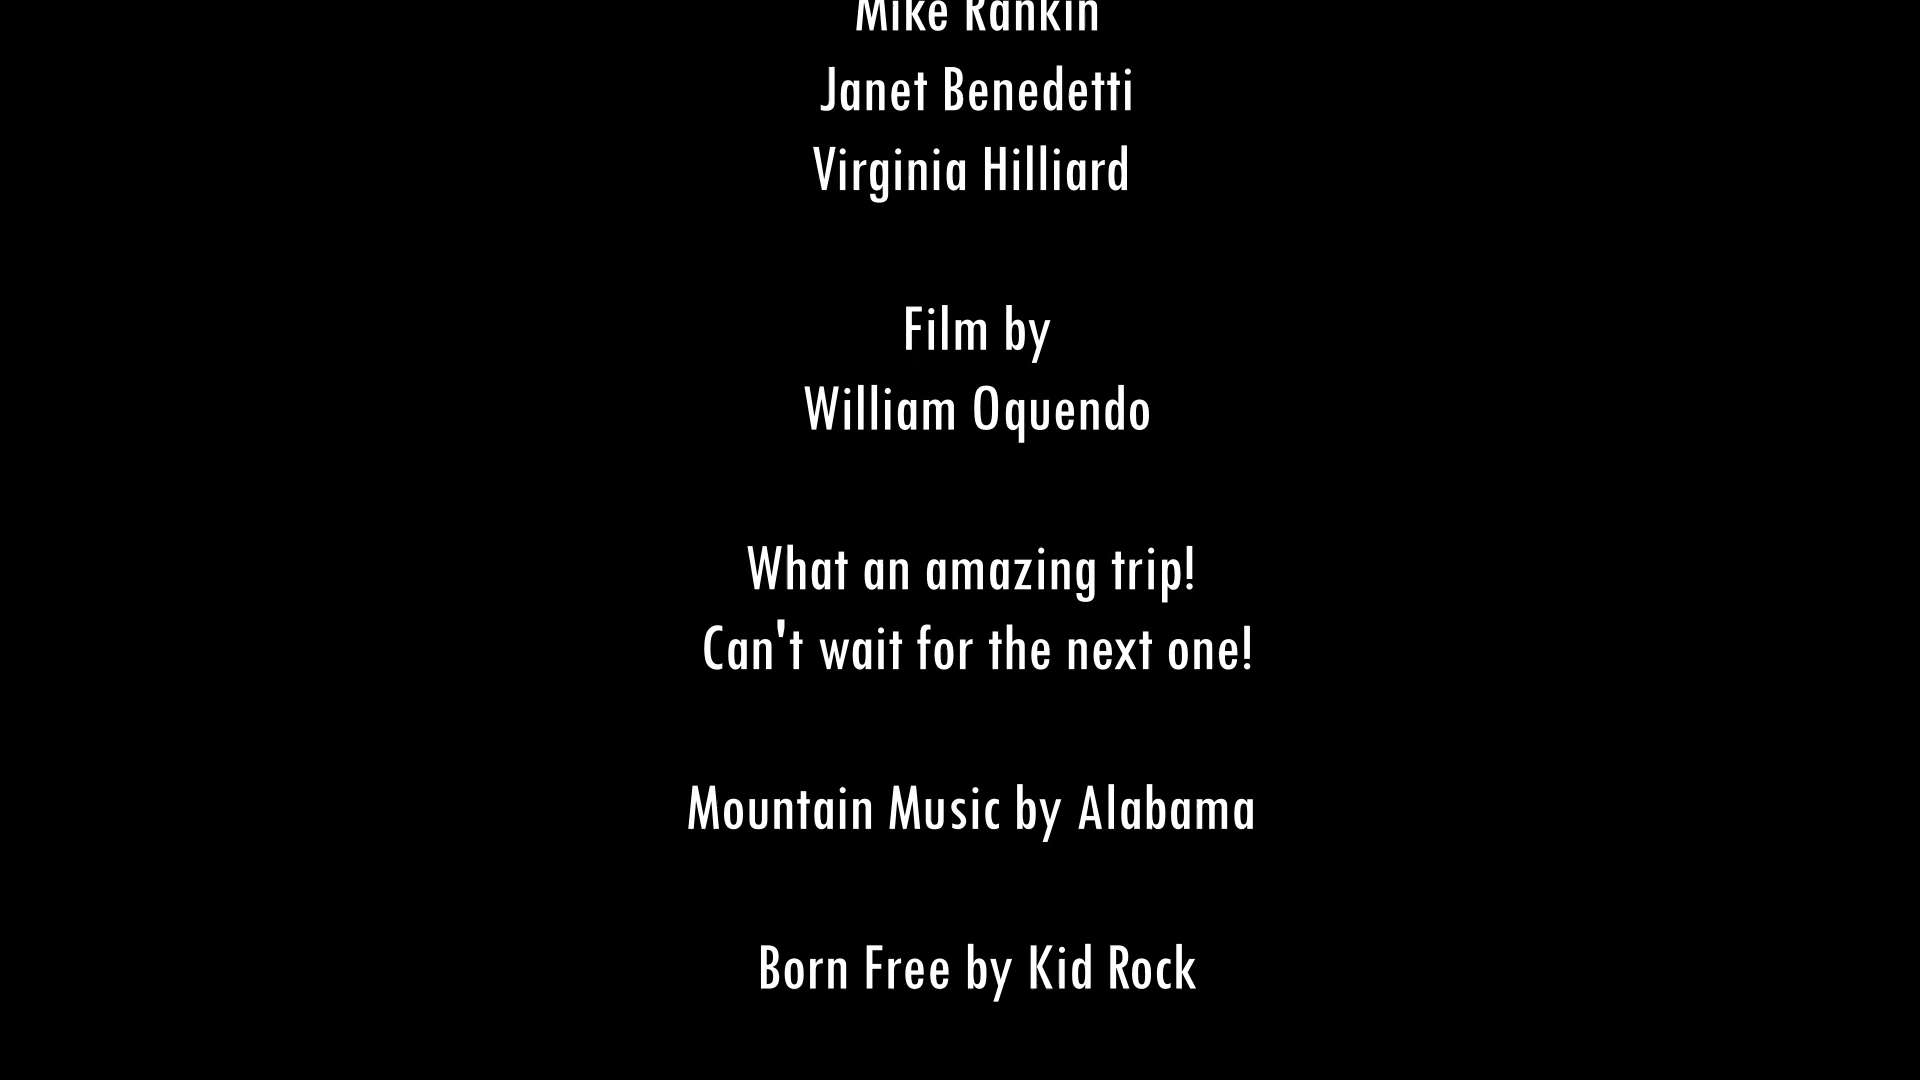 Mike Rankin
Janet Benedetti
Virginia Hilliard
Film by
William Oquendo
What an amazing trip!
Can't wait for the next one!
Mountain Music by Alabama
Born Free by Kid Rock